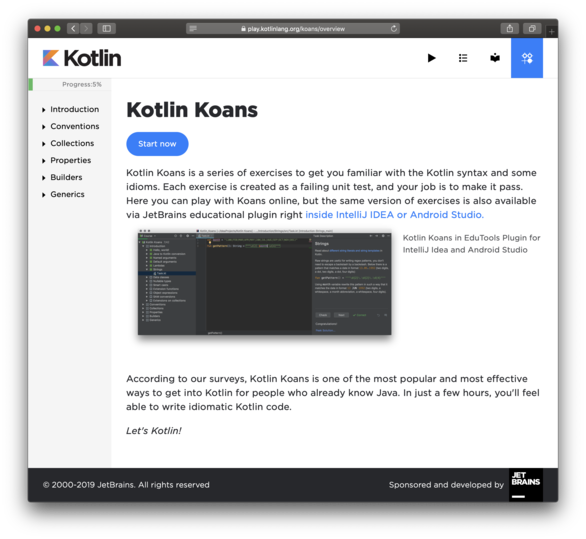 play.kotlinlang.org/koans/overview
Kotlin
Progress:5%
Introduction
Conventions
Collections
Properties
Builders
Generics
Kotlin Koans
Start now
Kotlin Koans is a series of exercises to get you familiar with the Kotlin syntax and some
idioms. Each exercise is created as a failing unit test, and your job is to make it pass.
Here you can play with Koans online, but the same version of exercises is also available
via JetBrains educational plugin right inside IntelliJ IDEA or Android Studio.
Strings
Kotlin Koans in EduTools Plugin for
IntelliJ Idea and Android Studio
According to our surveys, Kotlin Koans is one of the most popular and most effective
ways to get into Kotlin for people who already know Java. In just a few hours, you'll feel
able to write idiomatic Kotlin code.
Let's Kotlin!
© 2000-2019 JetBrains. All rights reserved
Sponsored and developed by
JET
BRAINS